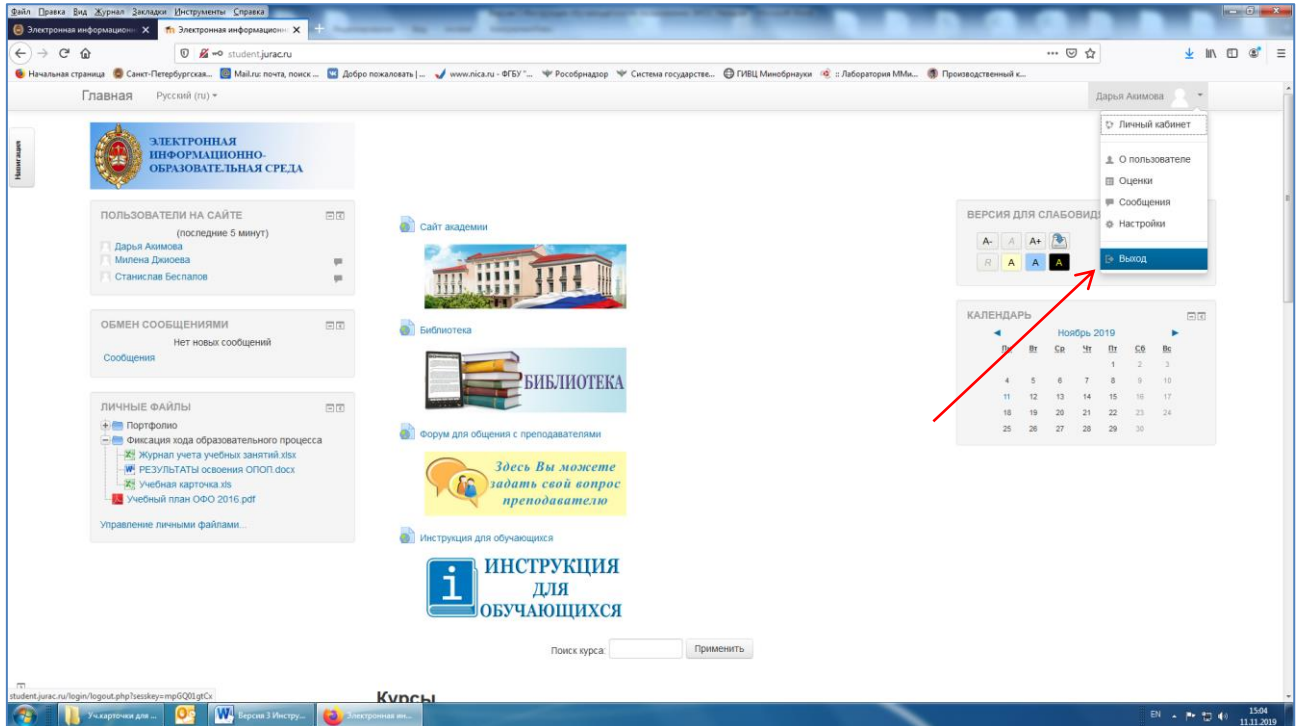 Файл Правка Вид Журнал Закладки Инструменты Справка
Электронная информационн
Электронная информационн
student.jurac.ru
Начальная страница
Санкт-Петербургская...
Mail.ru: почта, поиск ...
Добро пожаловать | ...
www.nica.ru - ФГБУ "...
Рособрнадзор
Система государстве...
ГИВЦ Минобрнауки
:: Лаборатория ММи...
Производственный к...
Главная Русский (ru)
Дарья Акимова
Навигация
ЭЛЕКТРОННАЯ
ИНФОРМАЦИОННО-
ОБРАЗОВАТЕЛЬНАЯ СРЕДА
Личный кабинет
О пользователе
Оценки
Сообщения
Настройки
Выход
ПОЛЬЗОВАТЕЛИ НА САЙТЕ
(последние 5 минут)
Дарья Акимова
Милена Джиоева
Станислав Беспалов
ОБМЕН СООБЩЕНИЯМИ
Нет новых сообщений
Сообщения
ЛИЧНЫЕ ФАЙЛЫ
Портфолио
Фиксация хода образовательного процесса
Журнал учета учебных занятий.xlsx
РЕЗУЛЬТАТЫ освоения ОПОП.docx
Учебная карточка.xls
Учебный план ОФО 2016.pdf
Управление личными файлами...
Сайт академии
Библиотека
БИБЛИОТЕКА
Форум для общения с преподавателями
Здесь Вы можете
задать свой вопрос
преподавателю
Инструкция для обучающихся
i
ИНСТРУКЦИЯ
ДЛЯ
ОБУЧАЮЩИХСЯ
Поиск курса: Применить
Курсы
ВЕРСИЯ ДЛЯ СЛАБОВИД
A- A A+
R A A A
КАЛЕНДАРЬ
Ноябрь 2019
Пн Вт Ср Чт Пт Сб Вс
1 2 3
4 5 6 7 8 9 10
11 12 13 14 15 16 17
18 19 20 21 22 23 24
25 26 27 28 29 30
student.jurac.ru/login/logout.php?sesskey=mpGQ01gtCx
Уч.карточки для ...
Версия 3 Инстру...
Электронная ин...
EN
15:04
11.11.2019